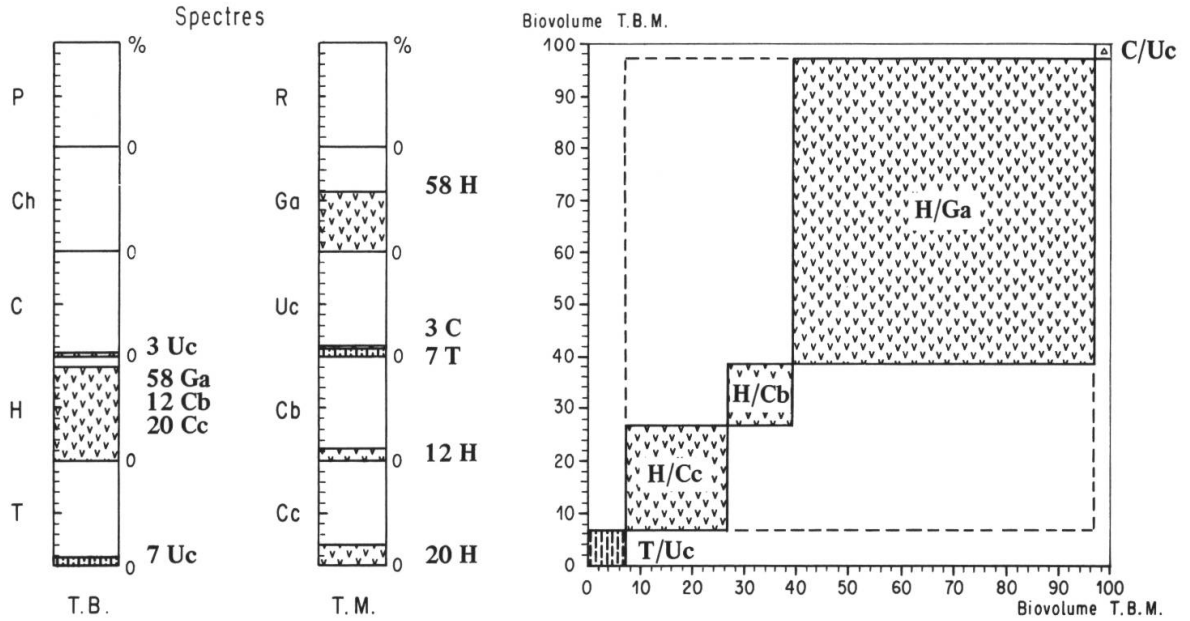 Spectres
%
P
0
Ch
0
C
3 Uc
0
58 Ga
12 Cb
20 Cc
H
0
T
7 Uc
0
T.B.
%
R
0
58 H
Ga
0
Uc
3 C
7 T
0
Cb
12 H
0
Cc
20 H
0
T.M.
Biovolume T.B.M.
100
90
80
70
60
50
40
30
20
10
0
C/Uc
H/Ga
H/Cb
H/Cc
T/Uc
0 10 20 30 40 50 60 70 80 90 100
Biovolume T.B.M.